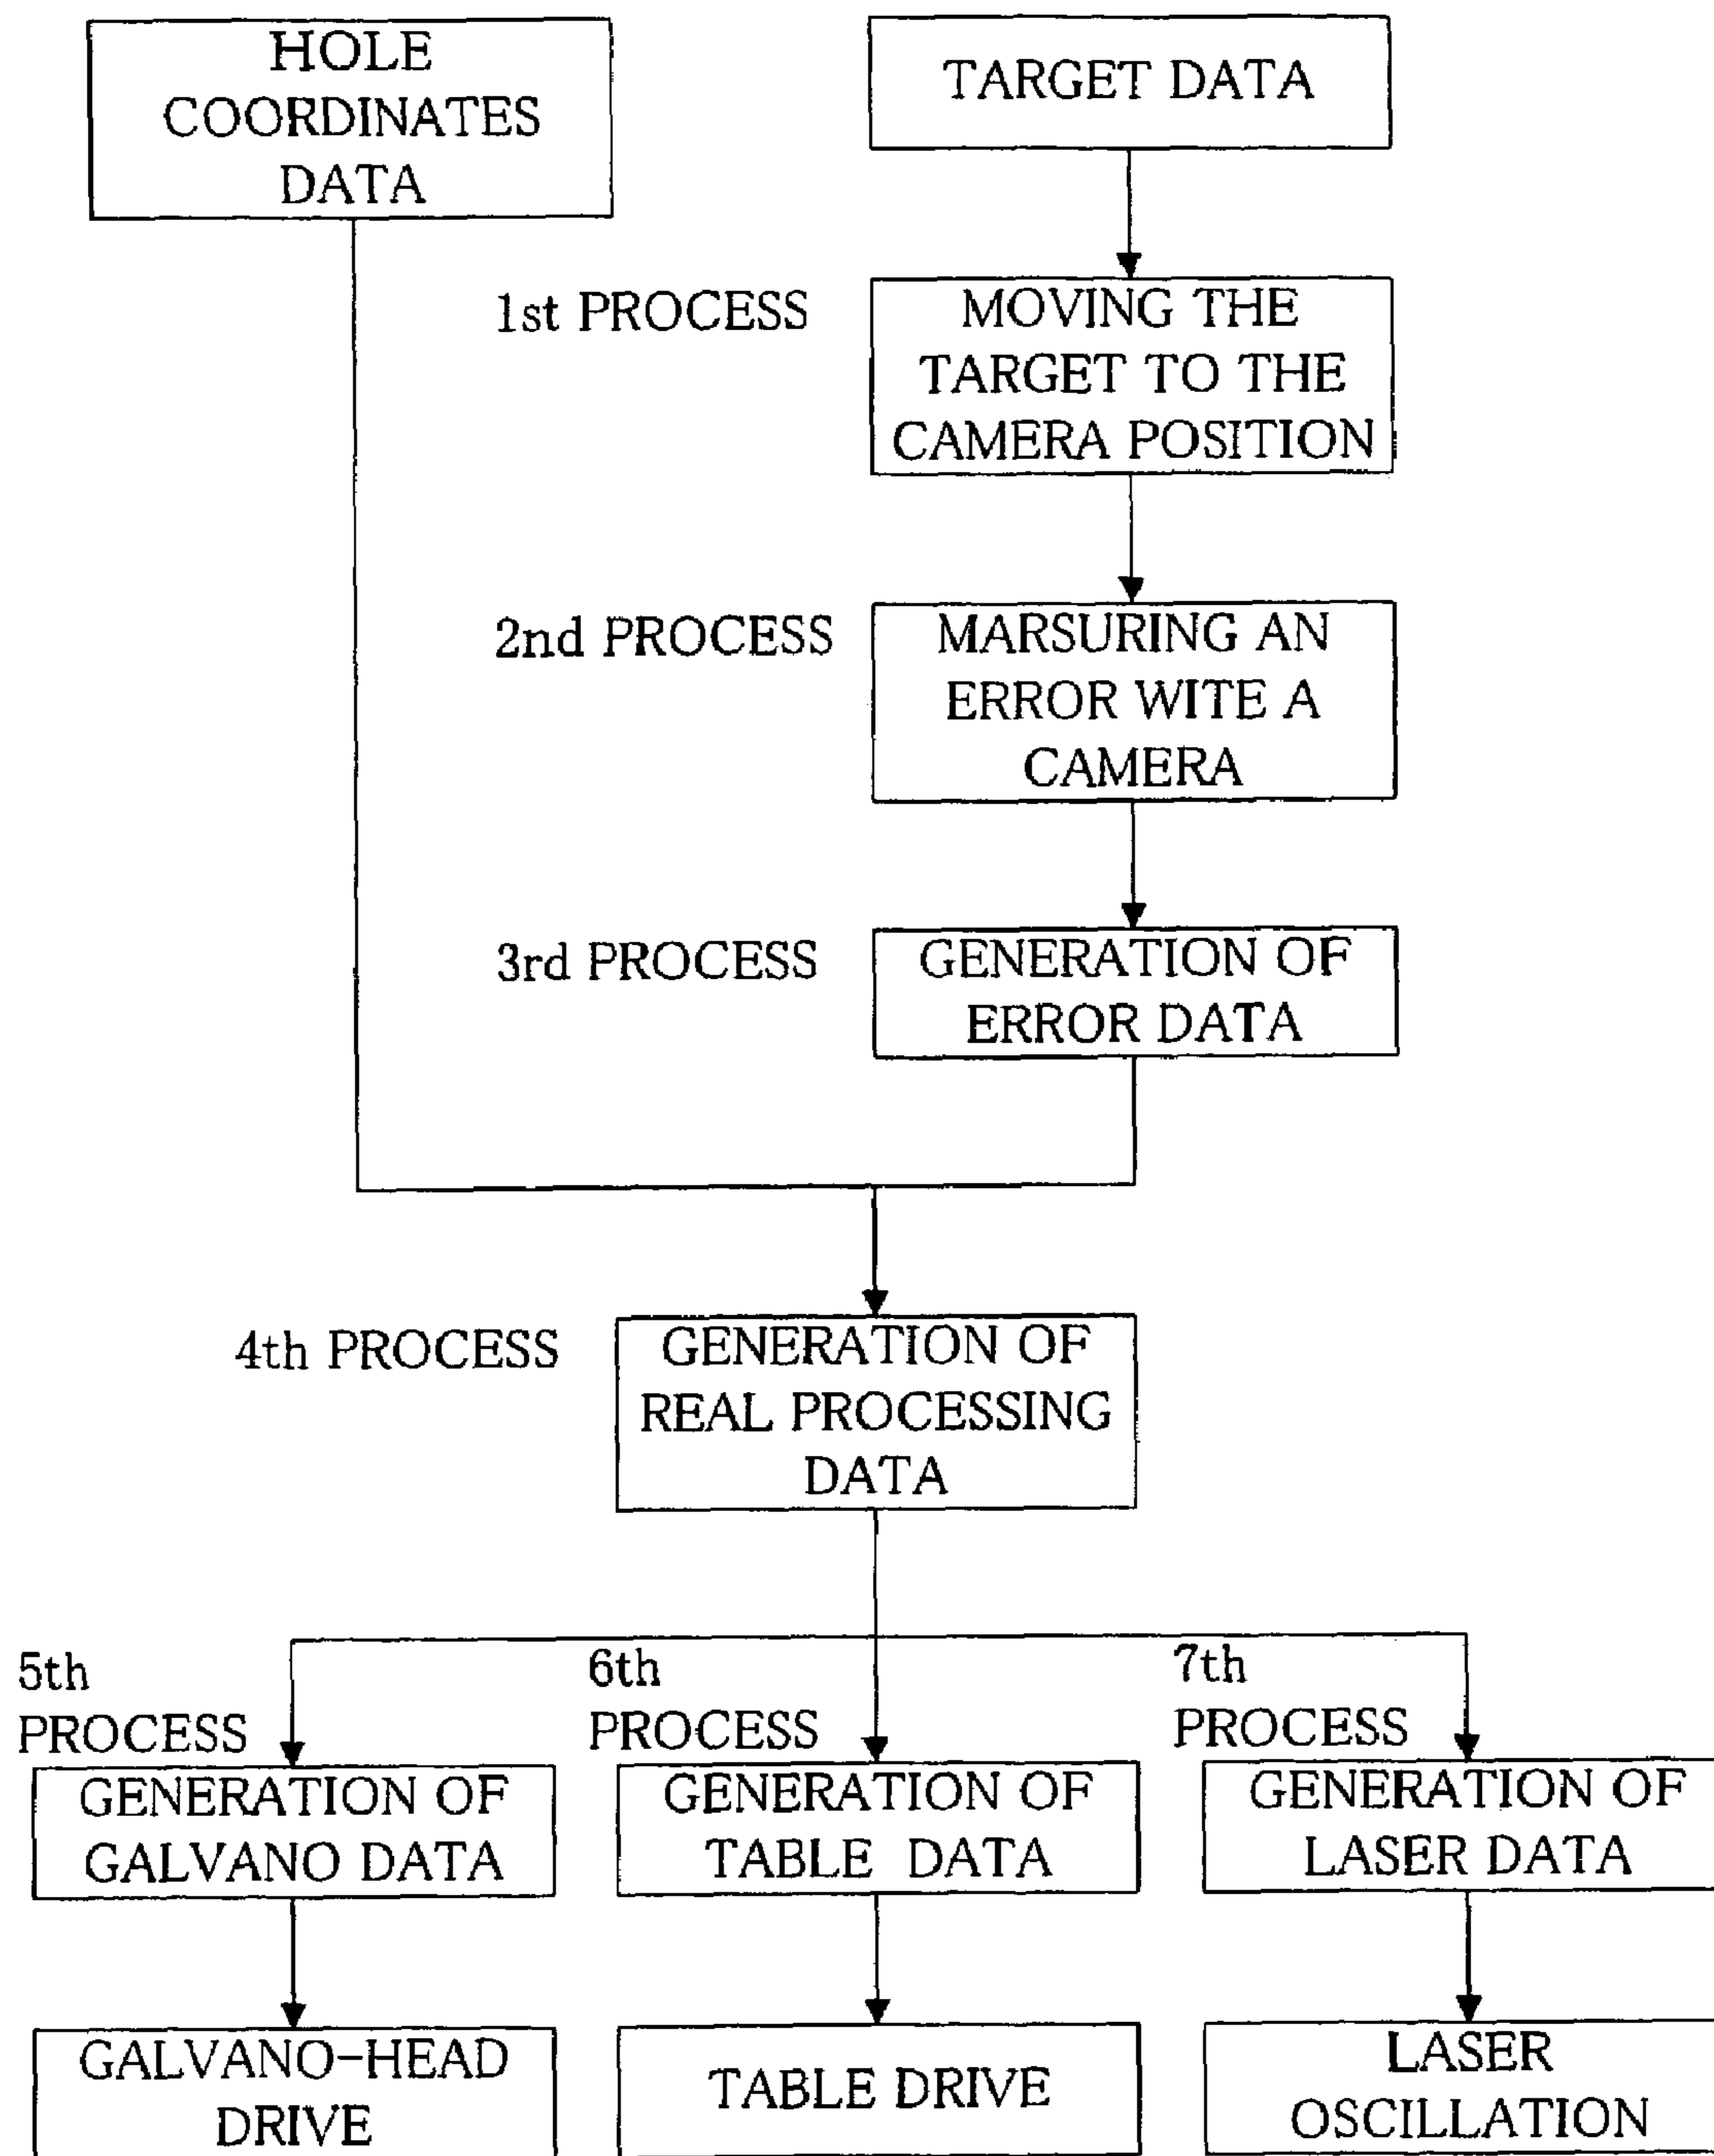 HOLE
COORDINATES
DATA
TARGET DATA
1st PROCESS
MOVING THE
TARGET TO THE
CAMERA POSITION
2nd PROCESS
MARSURING AN
ERROR WITE A
CAMERA
3rd PROCESS
GENERATION OF
ERROR DATA
4th PROCESS
GENERATION OF
REAL PROCESSING
DATA
5th
PROCESS
GENERATION OF
GALVANO DATA
6th
PROCESS
GENERATION OF
TABLE DATA
7th
PROCESS
GENERATION OF
LASER DATA
GALVANO-HEAD
DRIVE
TABLE DRIVE
LASER
OSCILLATION